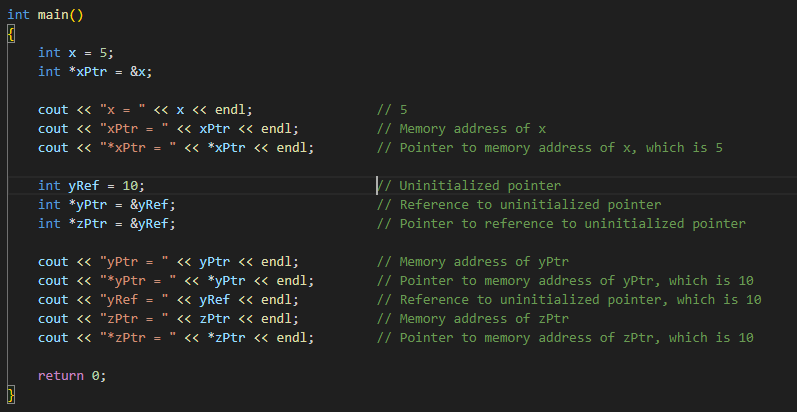 int main()
{
    int x = 5;
    int *xPtr = &x;

    cout << "x = " << x << endl;                // 5
    cout << "xPtr = " << xPtr << endl;          // Memory address of x
    cout << "*xPtr = " << *xPtr << endl;        // Pointer to memory address of x, which is 5

    int yRef = 10;                              // Uninitialized pointer
    int *yPtr = &yRef;                          // Reference to uninitialized pointer
    int *zPtr = &yRef;                          // Pointer to reference to uninitialized pointer

    cout << "yPtr = " << yPtr << endl;          // Memory address of yPtr
    cout << "*yPtr = " << *yPtr << endl;        // Pointer to memory address of yPtr, which is 10
    cout << "yRef = " << yRef << endl;          // Reference to uninitialized pointer, which is 10
    cout << "zPtr = " << zPtr << endl;          // Memory address of zPtr
    cout << "*zPtr = " << *zPtr << endl;        // Pointer to memory address of zPtr, which is 10

    return 0;
}